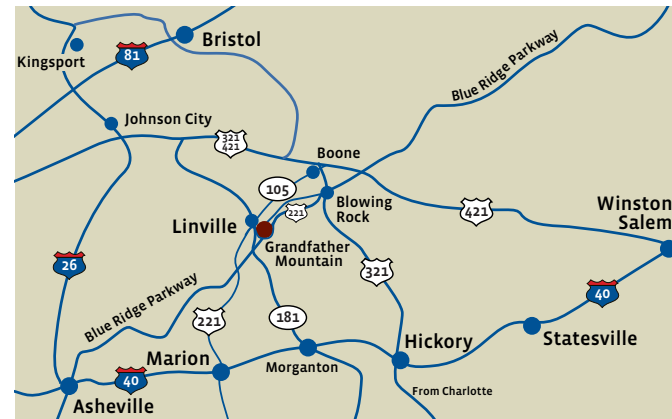 Bristol
Kingsport
81
Blue Ridge Parkway
Johnson City
321
421
Boone
105
Blowing
Rock
221
421
Winston
Salem
Linville
Grandfather
Mountain
26
321
40
Blue Ridge Parkway
221
181
Statesville
Hickory
Marion
Morganton
40
From Charlotte
Asheville